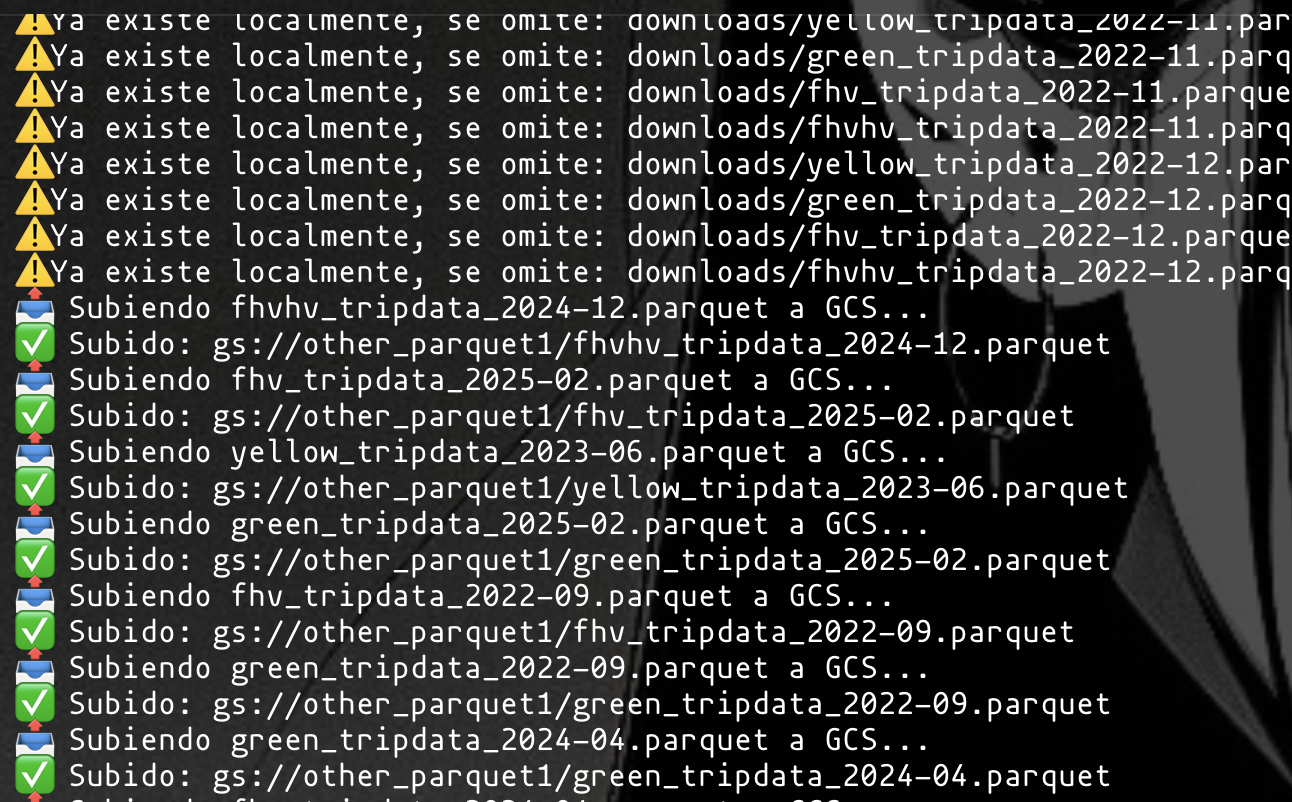 ⚠Ya existe localmente, se omite: downloads/yellow_tripdata_2022-11.par
⚠Ya existe localmente, se omite: downloads/green_tripdata_2022-11.parq
⚠Ya existe localmente, se omite: downloads/fhv_tripdata_2022-11.parque
⚠Ya existe localmente, se omite: downloads/fhvhv_tripdata_2022-11.parq
⚠Ya existe localmente, se omite: downloads/yellow_tripdata_2022-12.par
⚠Ya existe localmente, se omite: downloads/green_tripdata_2022-12.parq
⚠Ya existe localmente, se omite: downloads/fhv_tripdata_2022-12.parque
⚠Ya existe localmente, se omite: downloads/fhvhv_tripdata_2022-12.parq
📤 Subiendo fhvhv_tripdata_2024-12.parquet a GCS...
✅ Subido: gs://other_parquet1/fhvhv_tripdata_2024-12.parquet
📤 Subiendo fhv_tripdata_2025-02.parquet a GCS...
✅ Subido: gs://other_parquet1/fhv_tripdata_2025-02.parquet
📤 Subiendo yellow_tripdata_2023-06.parquet a GCS...
✅ Subido: gs://other_parquet1/yellow_tripdata_2023-06.parquet
📤 Subiendo green_tripdata_2025-02.parquet a GCS...
✅ Subido: gs://other_parquet1/green_tripdata_2025-02.parquet
📤 Subiendo fhv_tripdata_2022-09.parquet a GCS...
✅ Subido: gs://other_parquet1/fhv_tripdata_2022-09.parquet
📤 Subiendo green_tripdata_2022-09.parquet a GCS...
✅ Subido: gs://other_parquet1/green_tripdata_2022-09.parquet
📤 Subiendo green_tripdata_2024-04.parquet a GCS...
✅ Subido: gs://other_parquet1/green_tripdata_2024-04.parquet